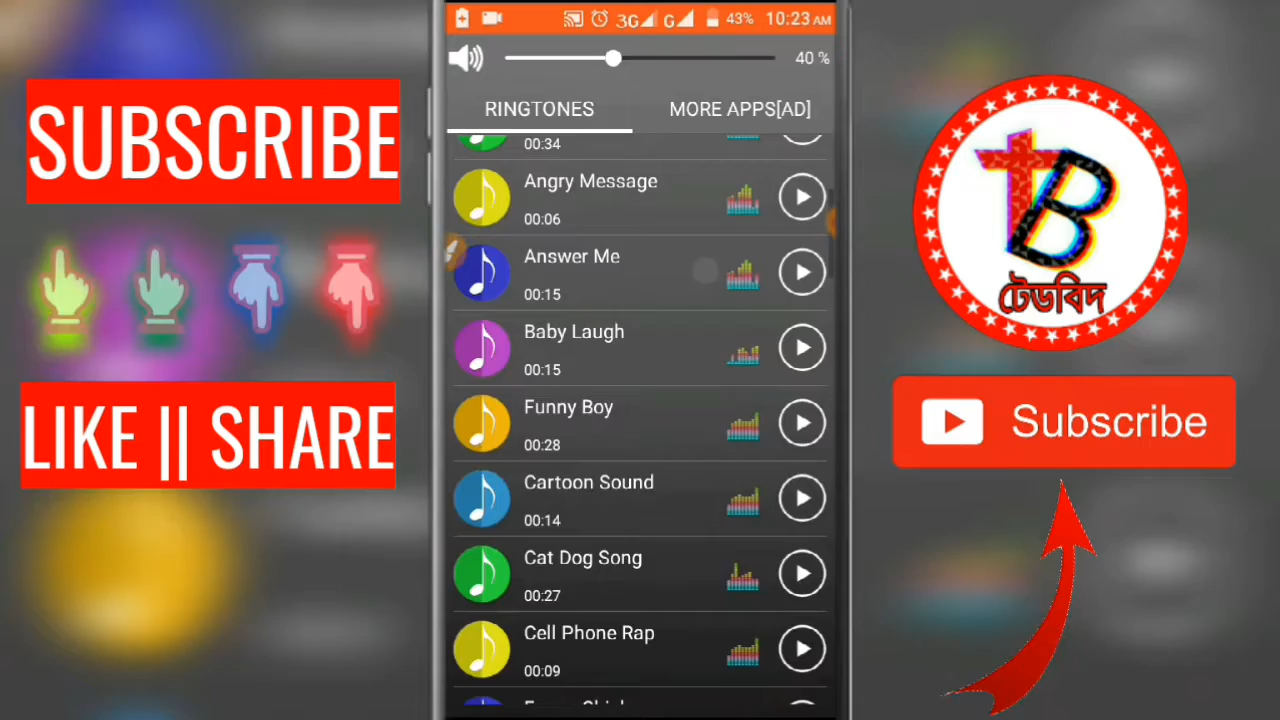 SUBSCRIBE
LIKE || SHARE
3G G 43% 10:23 AM
40 %
RINGTONES MORE APPS[AD]
00:34
Angry Message
00:06
Answer Me
00:15
Baby Laugh
00:15
Funny Boy
00:28
Cartoon Sound
00:14
Cat Dog Song
00:27
Cell Phone Rap
00:09
TB
টেডবিদ
Subscribe